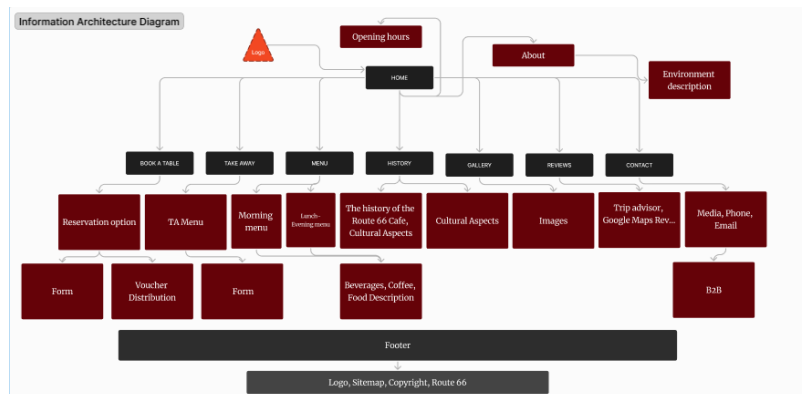 Information Architecture Diagram
Logo
Opening hours
About
HOME
Environment
description
BOOK A TABLE
TAKE AWAY
MENU
HISTORY
GALLERY
REVIEWS
CONTACT
Reservation option
TA Menu
Morning
menu
Lunch-
Evening menu
The history of the
Route 66 Cafe,
Cultural Aspects
Cultural Aspects
Images
Trip advisor,
Google Maps Rev...
Media, Phone,
Email
Form
Voucher
Distribution
Form
Beverages, Coffee,
Food Description
B2B
Footer
Logo, Sitemap, Copyright, Route 66